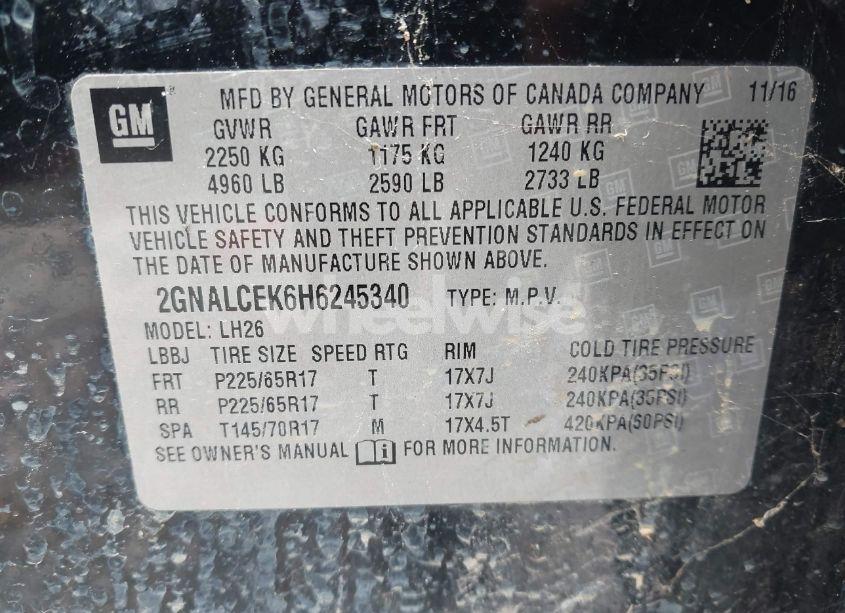 GM
MFD BY GENERAL MOTORS OF CANADA COMPANY 11/16
GVWR GAWR FRT GAWR RR
2250 KG 1175 KG 1240 KG
4960 LB 2590 LB 2733 LB
THIS VEHICLE CONFORMS TO ALL APPLICABLE U.S. FEDERAL MOTOR
VEHICLE SAFETY AND THEFT PREVENTION STANDARDS IN EFFECT ON
THE DATE OF MANUFACTURE SHOWN ABOVE.
2GNALCEK6H6245340 TYPE: M.P.V.
wheelwise
MODEL: LH26
LBBJ TIRE SIZE SPEED RTG RIM COLD TIRE PRESSURE
FRT P225/65R17 T 17X7J 240KPA(35PSI)
RR P225/65R17 T 17X7J 240KPA(35PSI)
SPA T145/70R17 M 17X4.5T 420KPA(60PSI)
SEE OWNER'S MANUAL i FOR MORE INFORMATION.